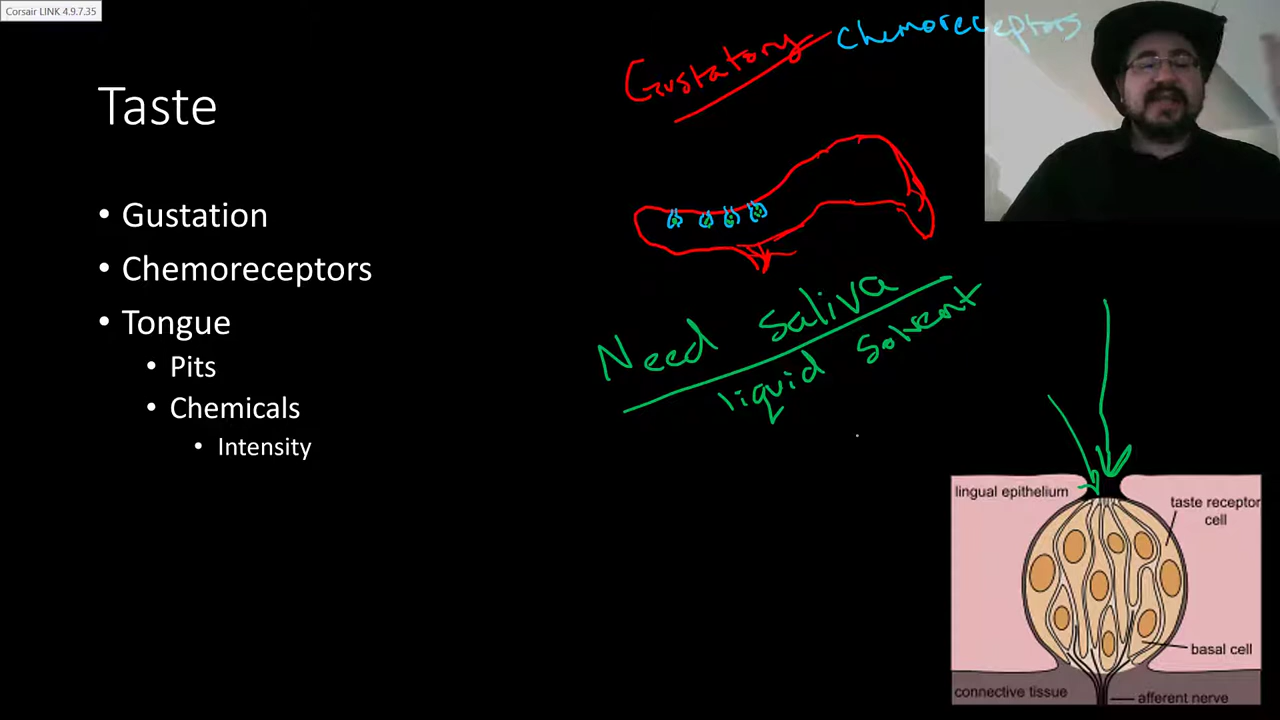 Corsair LINK 4.9.7.35
Gustatory chemoreceptors
Taste
• Gustation
• Chemoreceptors
• Tongue
• Pits
• Chemicals
• Intensity
Need saliva
liquid solvent
lingual epithelium
taste receptor
cell
basal cell
connective tissue
afferent nerve